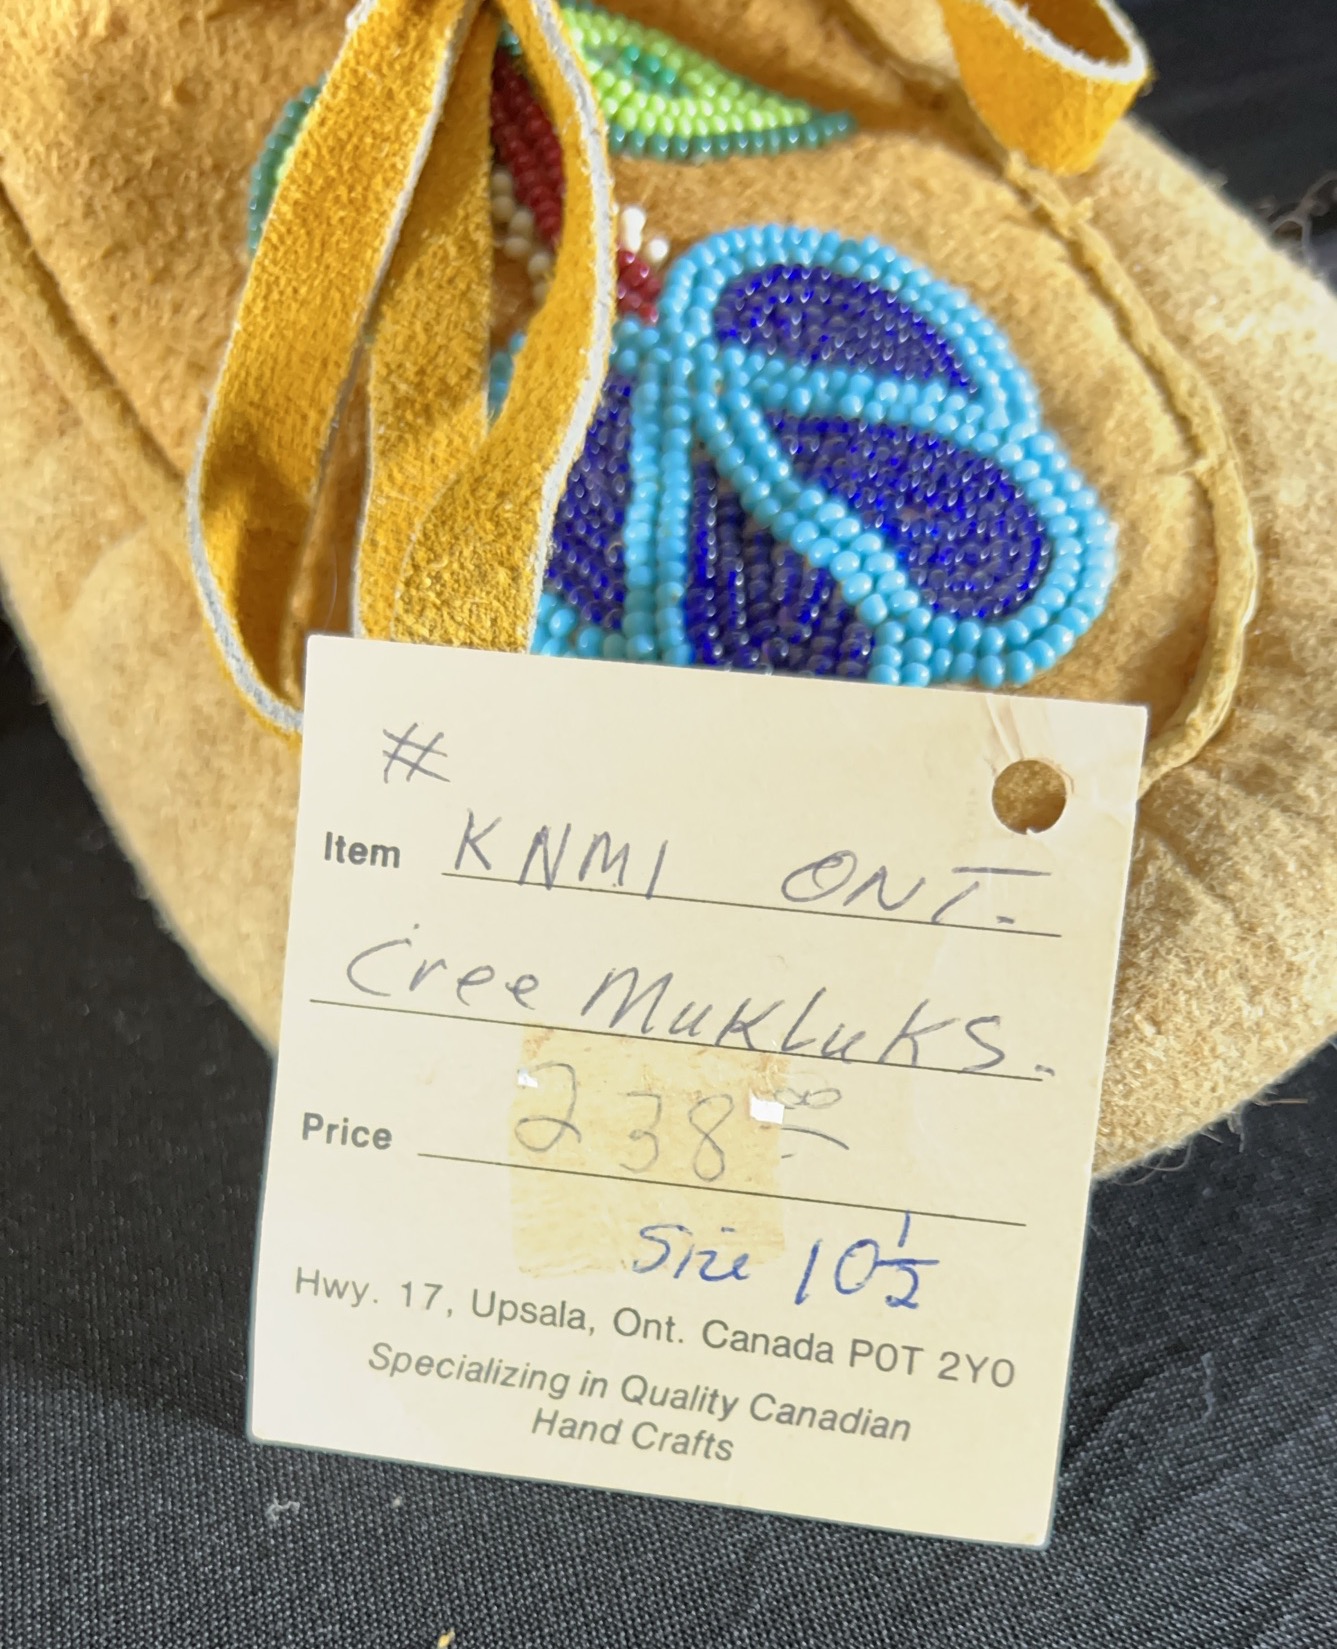 #
Item KNM1 ONT.
Cree Mukluks.
Price 238.00
Size 10 1/2
Hwy. 17, Upsala, Ont. Canada P0T 2Y0
Specializing in Quality Canadian
Hand Crafts